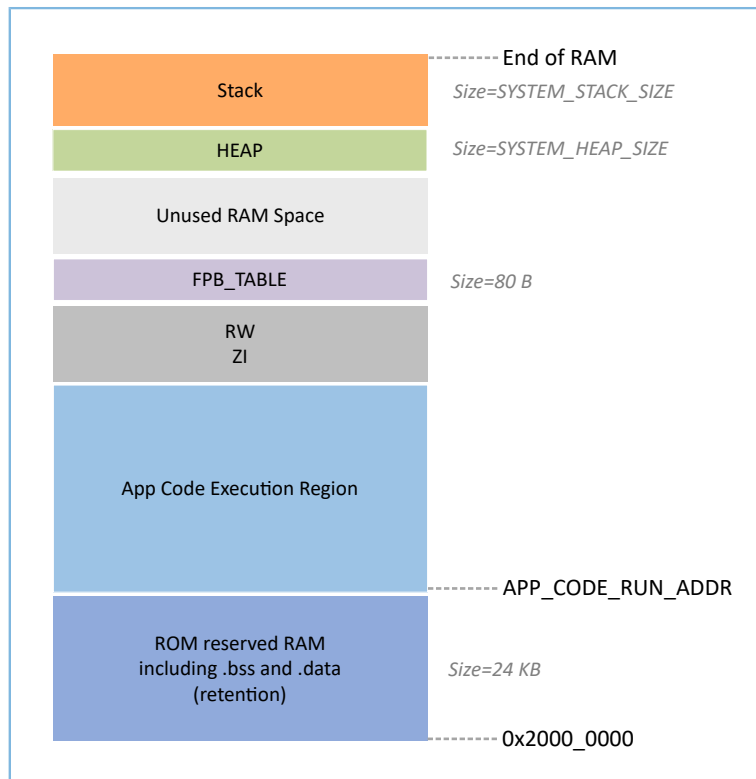 End of RAM
Stack
Size=SYSTEM_STACK_SIZE
HEAP
Size=SYSTEM_HEAP_SIZE
Unused RAM Space
FPB_TABLE
Size=80 B
RW
ZI
App Code Execution Region
APP_CODE_RUN_ADDR
ROM reserved RAM
including .bss and .data
(retention)
Size=24 KB
0x2000_0000